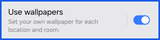 Use wallpapers
Set your own wallpaper for each
location and room.